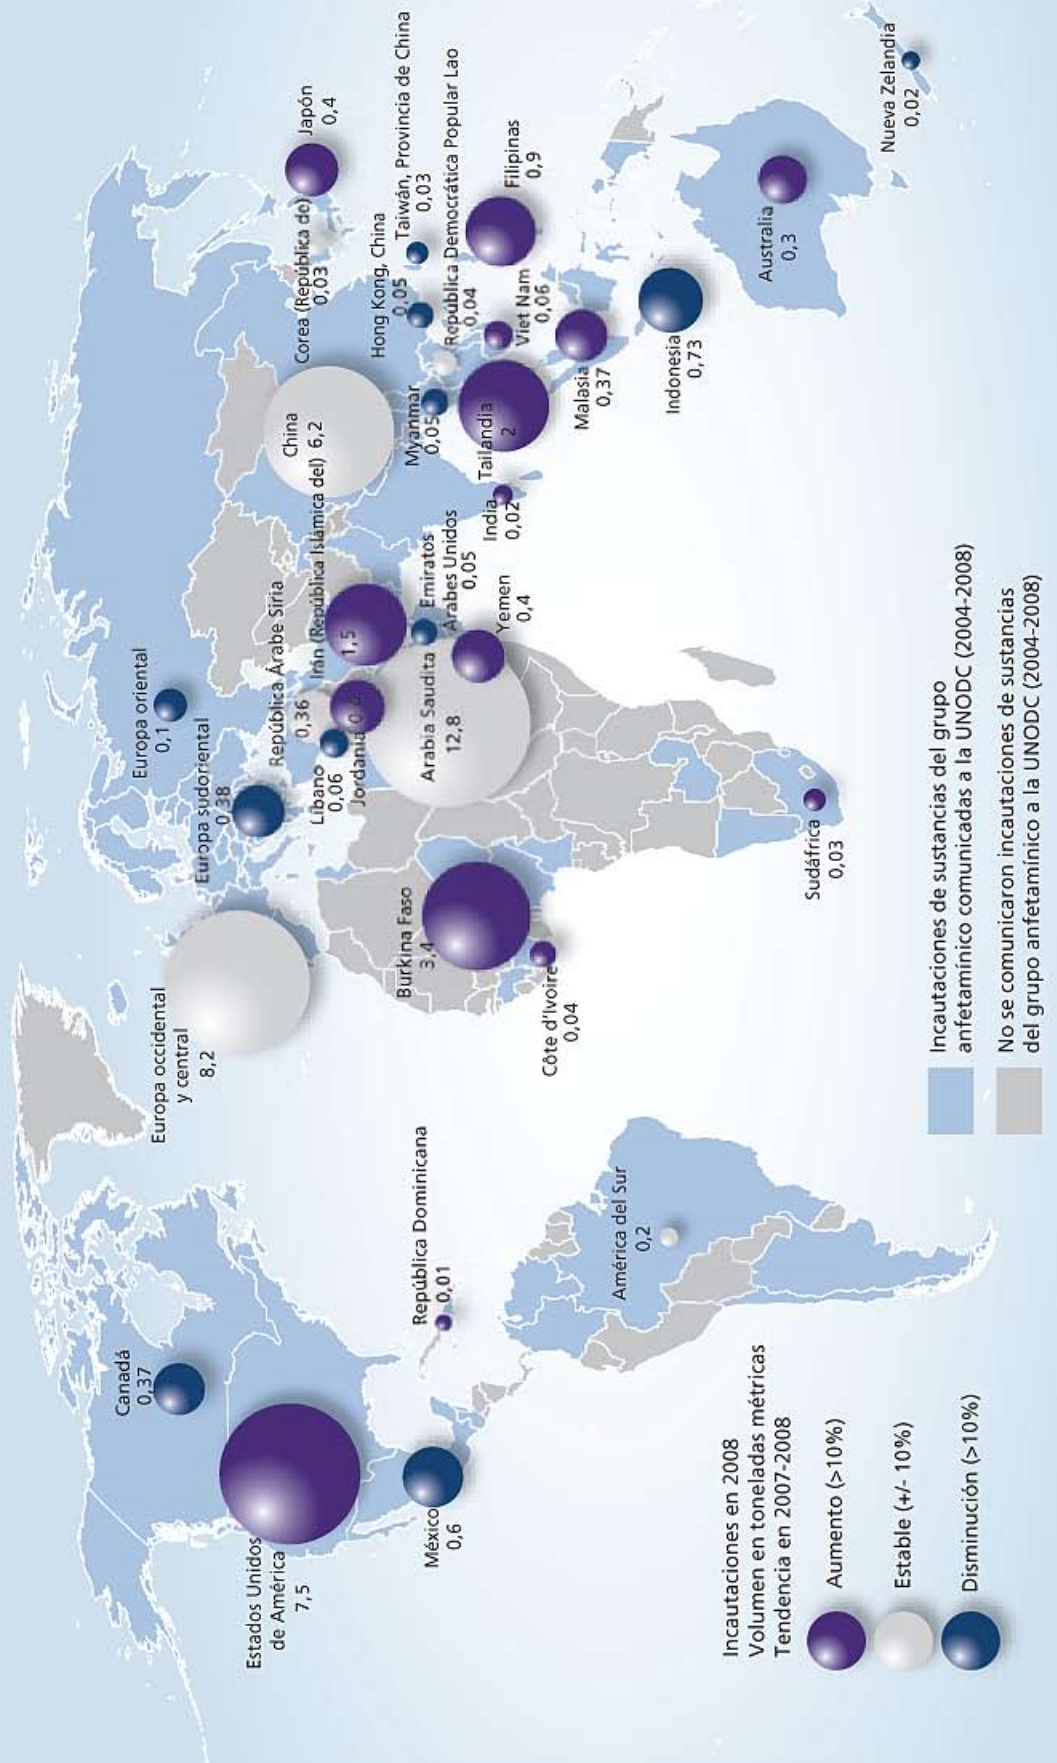 Canadá
0,37
Estados Unidos
de América
7,5
México
0,6
República Dominicana
0,01
América del Sur
0,2
Europa occidental
y central
8,2
Europa oriental
0,1
Europa sudoriental
0,38
República Árabe Siria
0,36
Líbano
0,06
Jordania 0,4
Irán (República Islámica del)
1,5
Arabia Saudita
12,8
Emiratos
Árabes Unidos
0,05
Yemen
0,4
Burkina Faso
3,4
Côte d'Ivoire
0,04
Sudáfrica
0,03
China
6,2
Corea (República de)
0,03
Japón
0,4
Hong Kong, China
0,05
Taiwán, Provincia de China
0,03
República Democrática Popular Lao
0,04
Myanmar
0,05
India
0,02
Tailandia
2
Viet Nam
0,06
Filipinas
0,9
Malasia
0,37
Indonesia
0,73
Australia
0,3
Nueva Zelandia
0,02
Incautaciones en 2008
Volumen en toneladas métricas
Tendencia en 2007-2008
Aumento (>10%)
Estable (+/- 10%)
Disminución (>10%)
Incautaciones de sustancias del grupo
anfetamínico comunicadas a la UNODC (2004-2008)
No se comunicaron incautaciones de sustancias
del grupo anfetamínico a la UNODC (2004-2008)